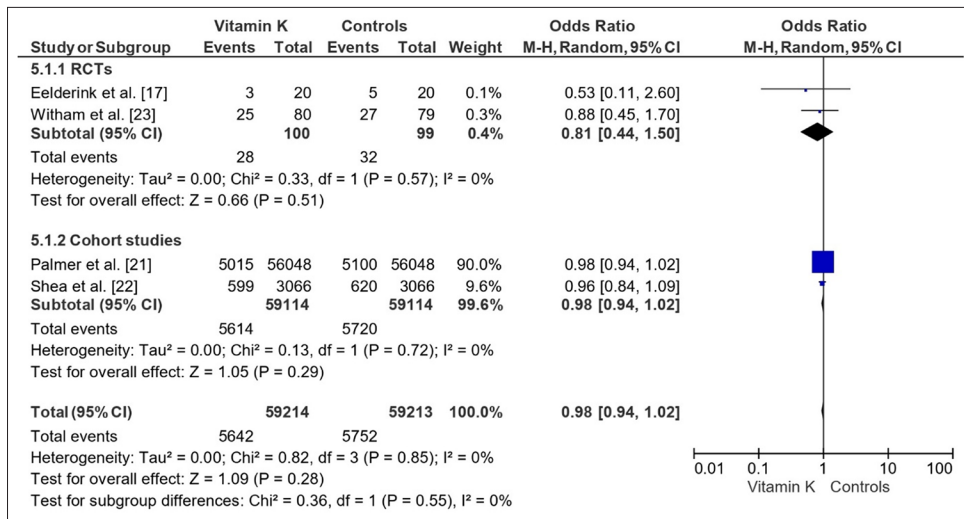 Vitamin K Controls Odds Ratio Odds Ratio
Study or Subgroup Events Total Events Total Weight M-H, Random, 95% CI M-H, Random, 95% CI
5.1.1 RCTs
Eelderink et al. [17] 3 20 5 20 0.1% 0.53 [0.11, 2.60]
Witham et al. [23] 25 80 27 79 0.3% 0.88 [0.45, 1.70]
Subtotal (95% CI) 100 99 0.4% 0.81 [0.44, 1.50]
Total events 28 32
Heterogeneity: Tau² = 0.00; Chi² = 0.33, df = 1 (P = 0.57); I² = 0%
Test for overall effect: Z = 0.66 (P = 0.51)
5.1.2 Cohort studies
Palmer et al. [21] 5015 56048 5100 56048 90.0% 0.98 [0.94, 1.02]
Shea et al. [22] 599 3066 620 3066 9.6% 0.96 [0.84, 1.09]
Subtotal (95% CI) 59114 59114 99.6% 0.98 [0.94, 1.02]
Total events 5614 5720
Heterogeneity: Tau² = 0.00; Chi² = 0.13, df = 1 (P = 0.72); I² = 0%
Test for overall effect: Z = 1.05 (P = 0.29)
Total (95% CI) 59214 59213 100.0% 0.98 [0.94, 1.02]
Total events 5642 5752
Heterogeneity: Tau² = 0.00; Chi² = 0.82, df = 3 (P = 0.85); I² = 0%
Test for overall effect: Z = 1.09 (P = 0.28)
Test for subgroup differences: Chi² = 0.36, df = 1 (P = 0.55), I² = 0%
0.01 0.1 1 10 100
Vitamin K Controls